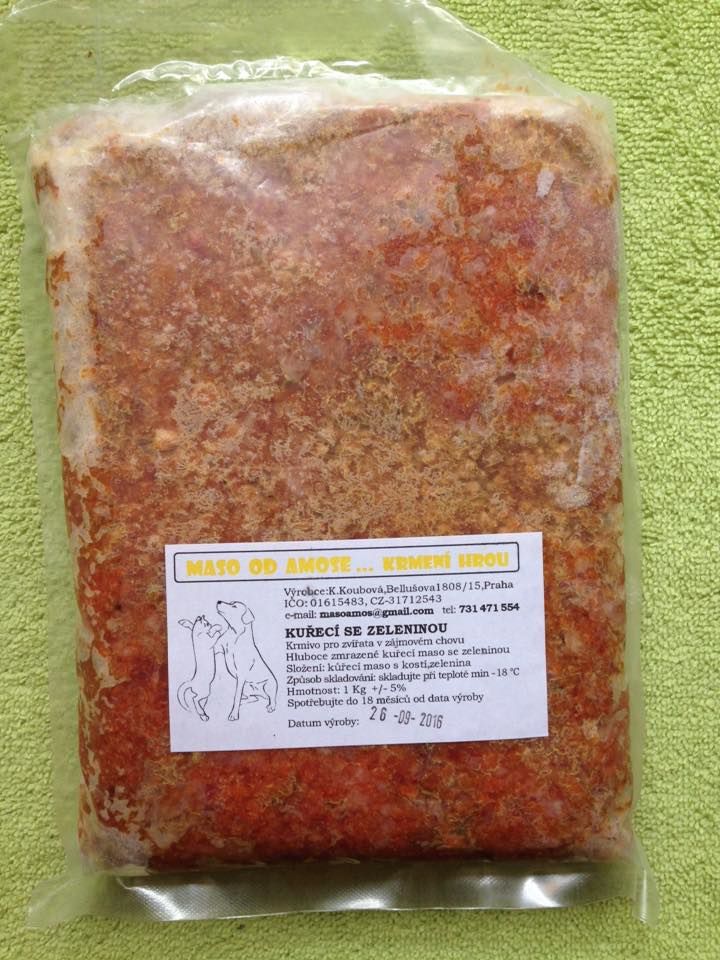 MASO OD AMOSE ... KRMENÍ HROU
Výrobce:K.Koubová,Bellušova1808/15,Praha
IČO: 01615483, CZ-31712543
e-mail: masoamos@gmail.com tel: 731 471 554
KUŘECÍ SE ZELENINOU
Krmivo pro zvířata v zájmovém chovu
Hluboce zmrazené kuřecí maso se zeleninou
Složení: kůřecí maso s kostí,zelenina
Způsob skladování: skladujte při teplotě min -18 °C
Hmotnost: 1 Kg +/- 5%
Spotřebujte do 18 měsíců od data výroby
Datum výroby: 26 -09- 2016